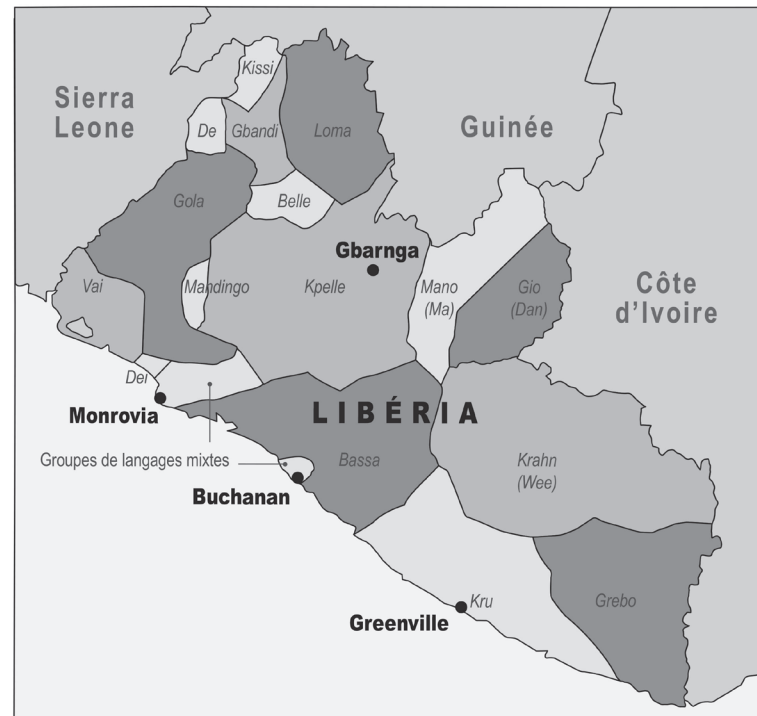 Kissi
Sierra
Leone
De
Gbandi
Loma
Guinée
Gola
Belle
Gbarnga
Vai
Mandingo
Kpelle
Mano
(Ma)
Gio
(Dan)
Côte
d'Ivoire
Dei
Monrovia
LIBÉRIA
Groupes de langages mixtes
Bassa
Krahn
(Wee)
Buchanan
Kru
Grebo
Greenville